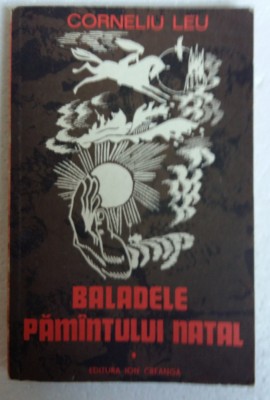 CORNELIU LEU
BALADELE
PĂMÎNTULUI NATAL
EDITURA ION CREANGĂ